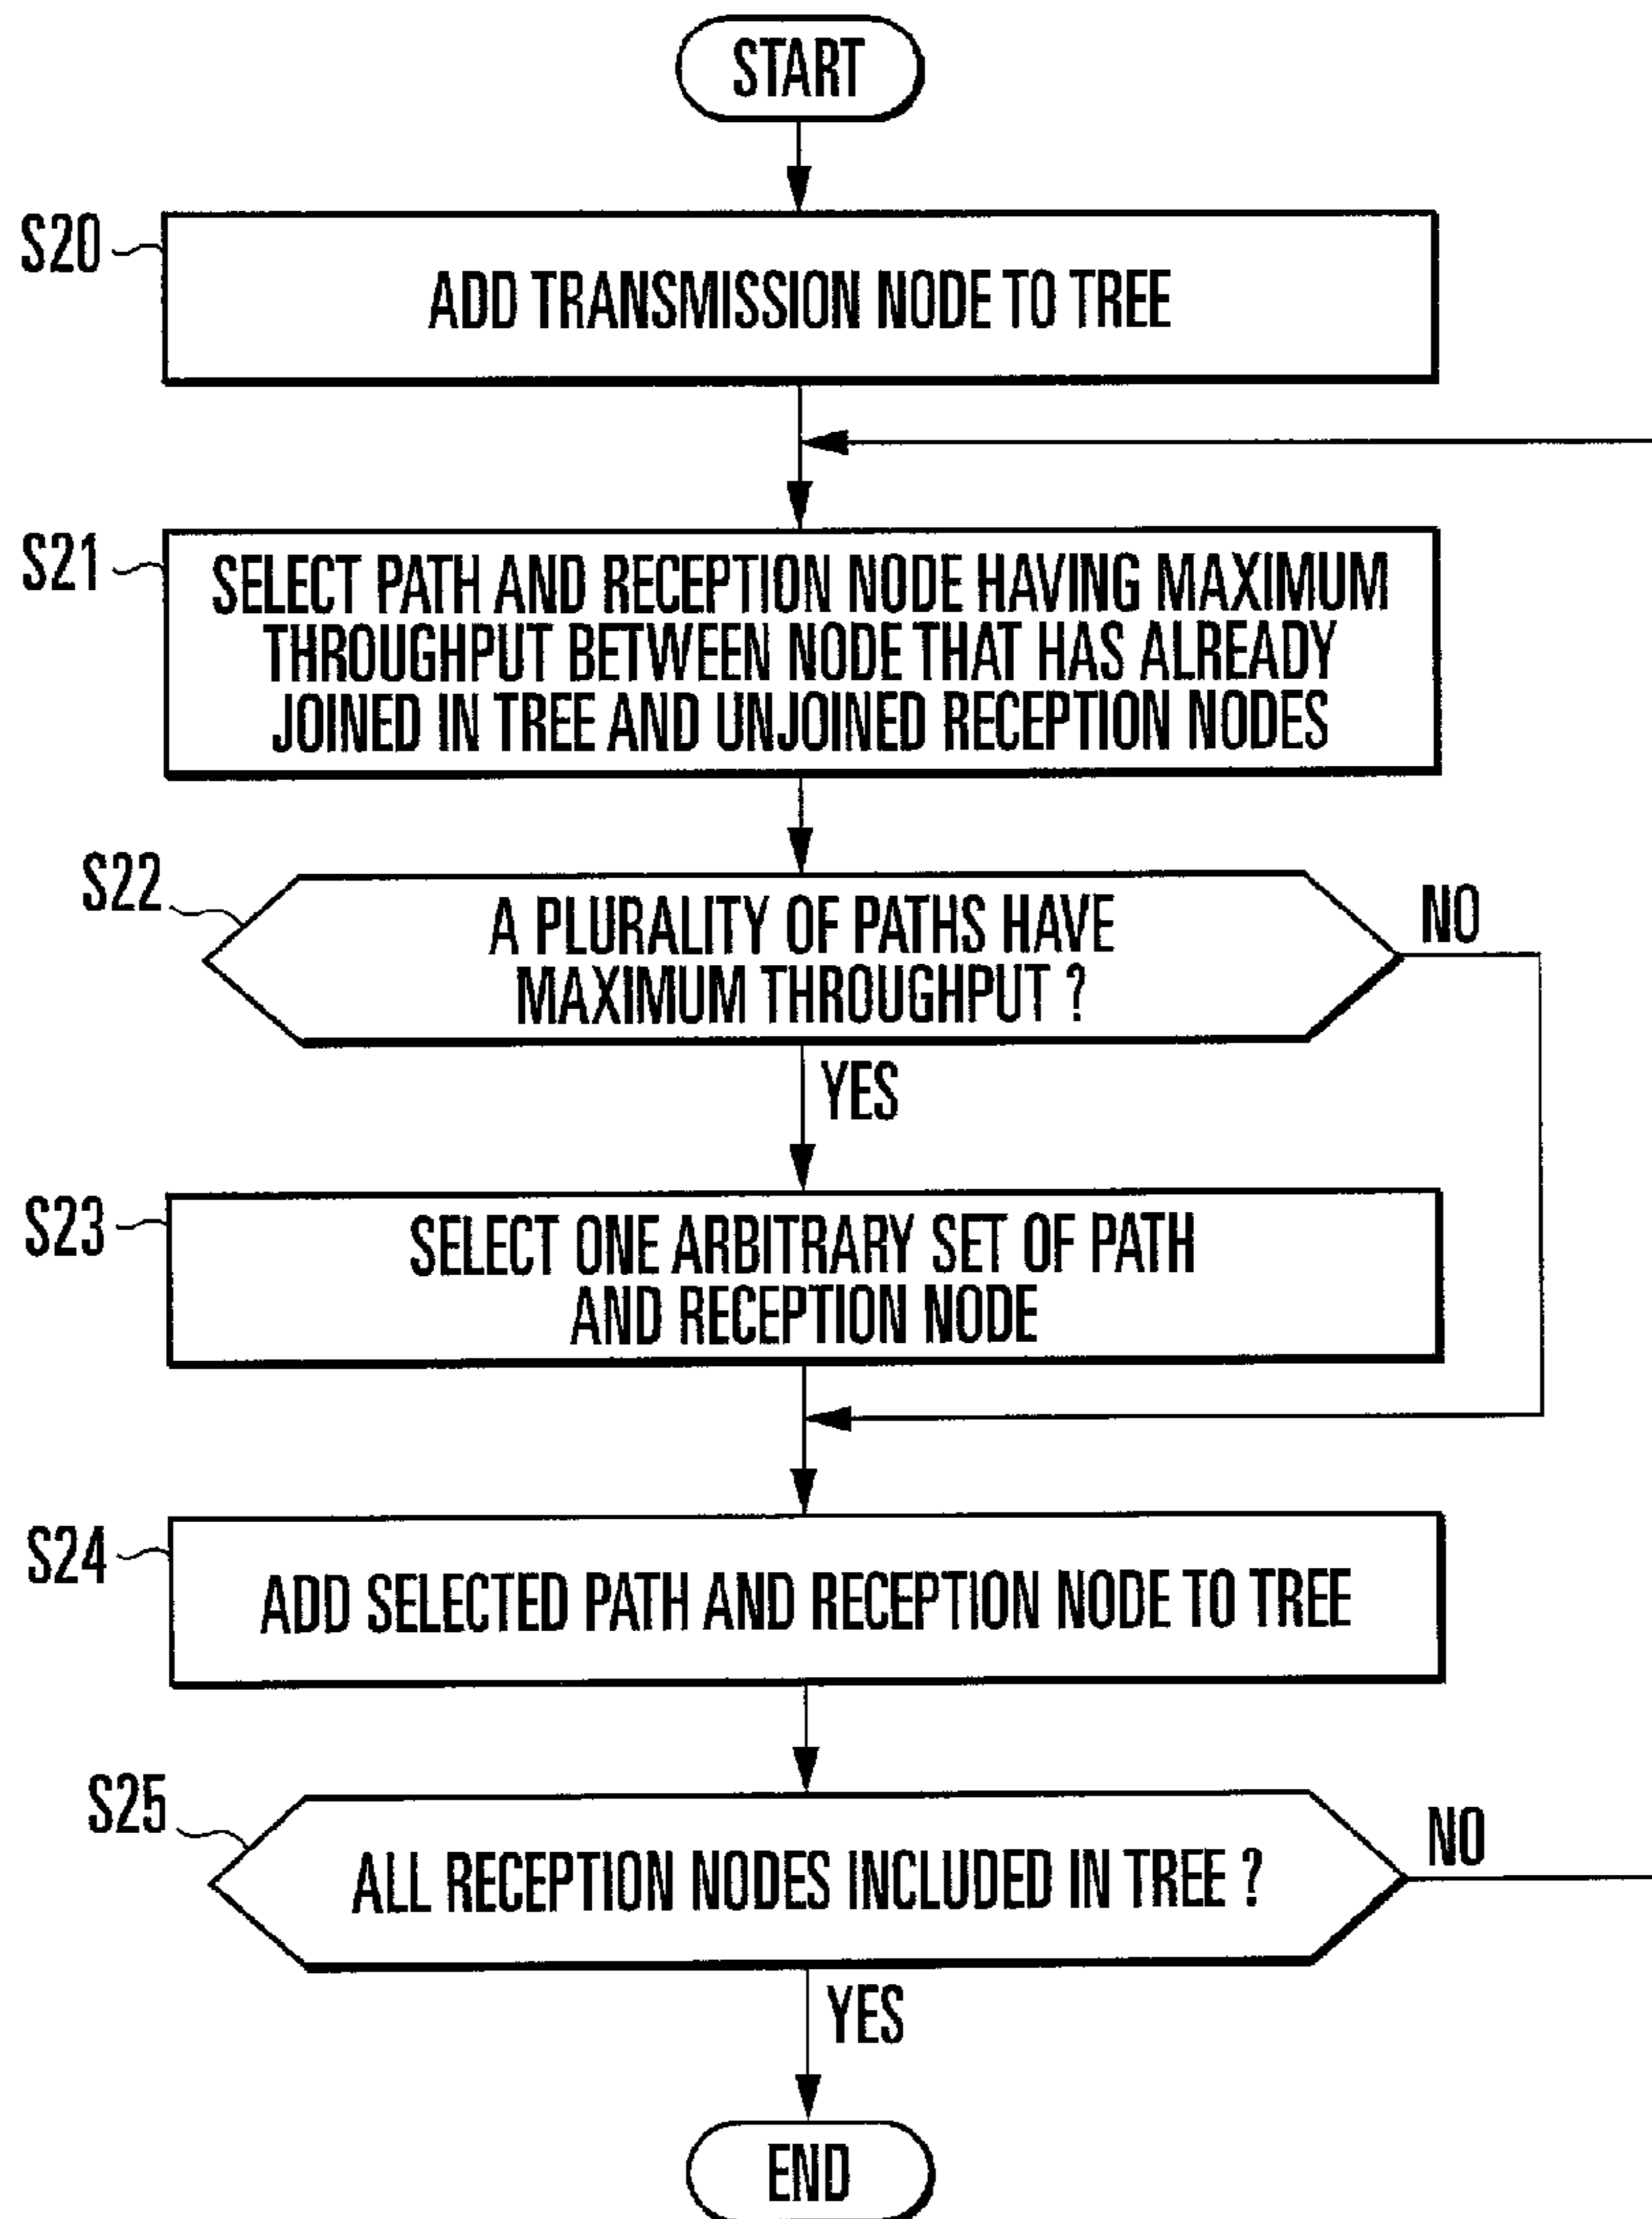 START
S20
ADD TRANSMISSION NODE TO TREE
S21
SELECT PATH AND RECEPTION NODE HAVING MAXIMUM
THROUGHPUT BETWEEN NODE THAT HAS ALREADY
JOINED IN TREE AND UNJOINED RECEPTION NODES
S22
A PLURALITY OF PATHS HAVE
MAXIMUM THROUGHPUT ?
NO
YES
S23
SELECT ONE ARBITRARY SET OF PATH
AND RECEPTION NODE
S24
ADD SELECTED PATH AND RECEPTION NODE TO TREE
S25
ALL RECEPTION NODES INCLUDED IN TREE ?
NO
YES
END